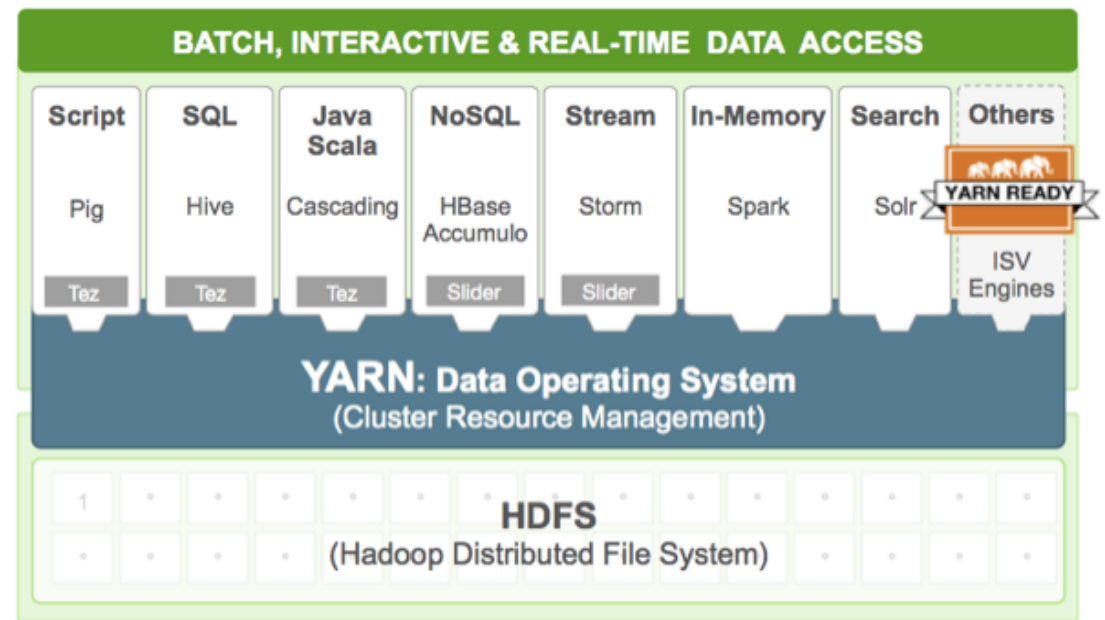 BATCH, INTERACTIVE & REAL-TIME DATA ACCESS
Script
Pig
Tez
SQL
Hive
Tez
Java
Scala
Cascading
Tez
NoSQL
HBase
Accumulo
Slider
Stream
Storm
Slider
In-Memory
Spark
Search
Solr
Others
YARN READY
ISV
Engines
YARN: Data Operating System
(Cluster Resource Management)
1
HDFS
(Hadoop Distributed File System)